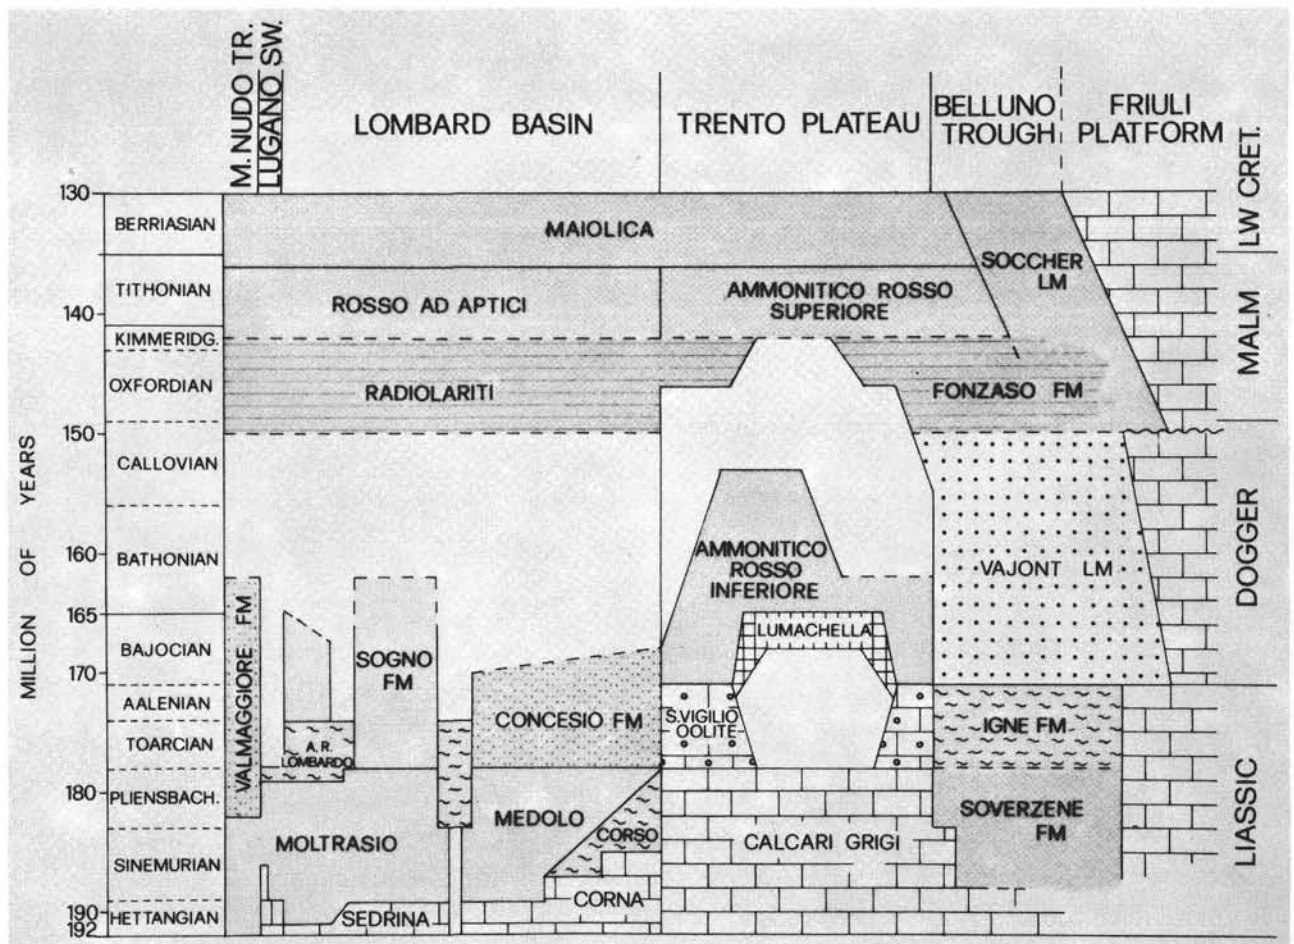 M. NUDO TR.
LUGANO SW.
LOMBARD BASIN
TRENTO PLATEAU
BELLUNO
TROUGH
FRIULI
PLATFORM
MILLION OF YEARS
130
140
150
160
165
170
180
190
192
BERRIASIAN
TITHONIAN
KIMMERIDG.
OXFORDIAN
CALLOVIAN
BATHONIAN
BAJOCIAN
AALENIAN
TOARCIAN
PLIENSBACH.
SINEMURIAN
HETTANGIAN
MAIOLICA
ROSSO AD APTICI
AMMONITICO ROSSO
SUPERIORE
SOCCHER
LM
RADIOLARITI
FONZASO FM
VALMAGGIORE FM
SOGNO
FM
A. R.
LOMBARDO
CONCESIO FM
AMMONITICO
ROSSO
INFERIORE
LUMACHELLA
S. VIGILIO
OOLITE
VAJONT LM
IGNE FM
SOVERZENE
FM
MOLTRASIO
MEDOLO
CORSO
CALCARI GRIGI
SEDRINA
CORNA
LW CRET.
MALM
DOGGER
LIASSIC